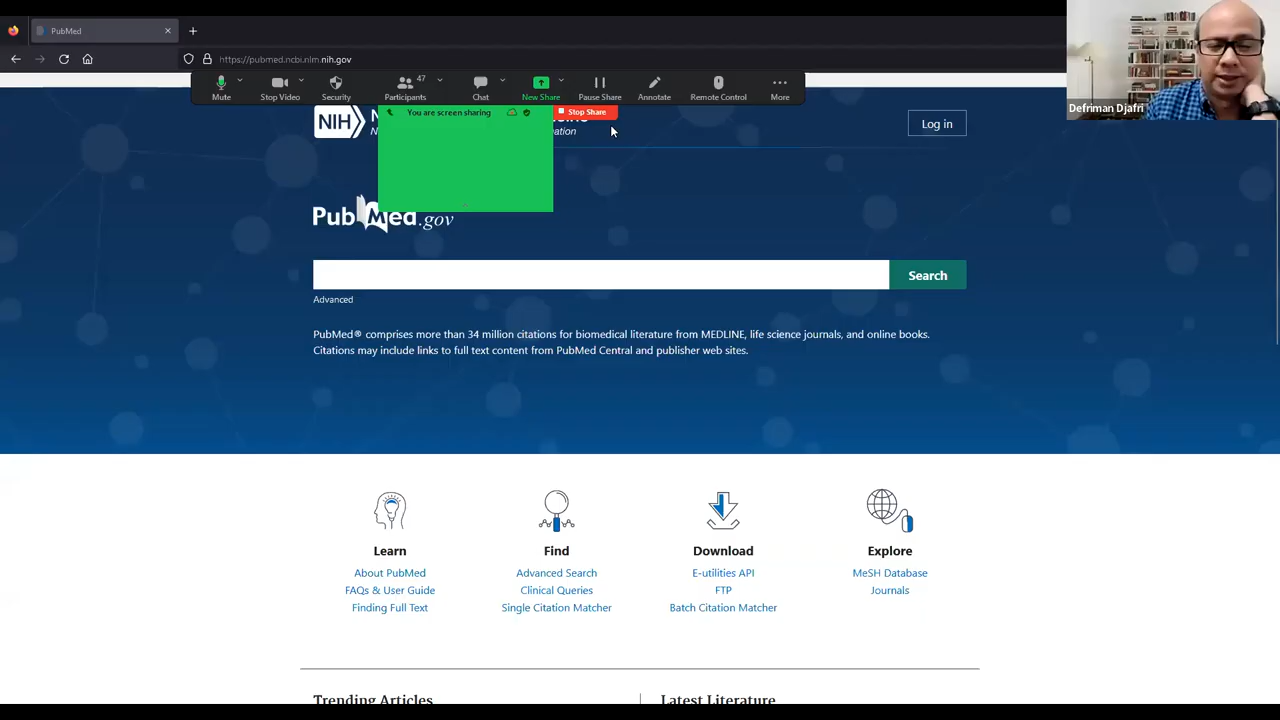 PubMed
https://pubmed.ncbi.nlm.nih.gov
Mute
Stop Video
Security
Participants
47
Chat
New Share
Pause Share
Annotate
Remote Control
More
You are screen sharing
Stop Share
Defriman Djafri
NIH
Log in
PubMed.gov
Search
Advanced
PubMed® comprises more than 34 million citations for biomedical literature from MEDLINE, life science journals, and online books.
Citations may include links to full text content from PubMed Central and publisher web sites.
Learn
About PubMed
FAQs & User Guide
Finding Full Text
Find
Advanced Search
Clinical Queries
Single Citation Matcher
Download
E-utilities API
FTP
Batch Citation Matcher
Explore
MeSH Database
Journals
Trending Articles
Latest Literature